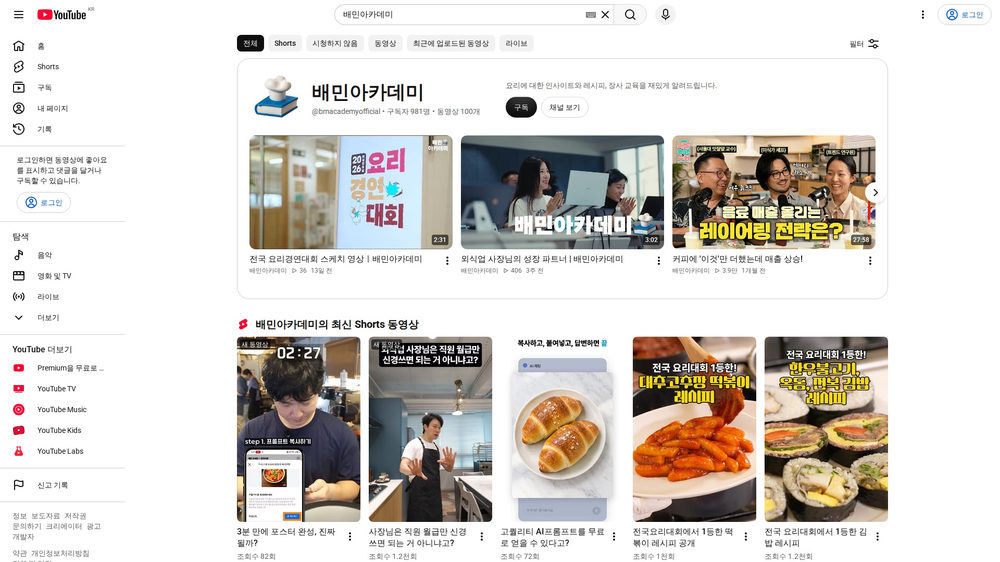 YouTube KR
배민아카데미
로그인
홈
Shorts
구독
내 페이지
기록
로그인하면 동영상에 좋아요
를 표시하고 댓글을 달거나
구독할 수 있습니다.
로그인
탐색
음악
영화 및 TV
라이브
더보기
YouTube 더보기
Premium을 무료로 ...
YouTube TV
YouTube Music
YouTube Kids
YouTube Labs
신고 기록
정보 보도자료 저작권
문의하기 크리에이터 광고
개발자
약관 개인정보처리방침
전체 Shorts 시청하지 않음 동영상 최근에 업로드된 동영상 라이브
필터
배민아카데미
@bmacademyofficial • 구독자 981명 • 동영상 100개
요리에 대한 인사이트와 레시피, 장사 교육을 재밌게 알려드립니다.
구독 채널 보기
2026 요리
경연
대회
배민
아카데미
2:31
전국 요리경연대회 스케치 영상 | 배민아카데미
배민아카데미 ▷ 36 13일 전
배민아카데미
3:02
외식업 사장님의 성장 파트너 | 배민아카데미
배민아카데미 ▷ 406 3주 전
음료 매출 올리는
레이어링 전략은?
27:58
커피에 '이것'만 더했는데 매출 상승!
배민아카데미 ▷ 3.9만 1개월 전
배민아카데미의 최신 Shorts 동영상
새 동영상
02:27
step 1. 프롬프트 복사하기
3분 만에 포스터 완성, 진짜
될까?
조회수 82회
새 동영상
외식업 사장님은 직원 월급만
신경쓰면 되는 거 아니냐고?
사장님은 직원 월급만 신경
쓰면 되는 거 아니냐고?
조회수 1.2천회
복사하고, 붙여넣고, 답변하면 끝
고퀄리티 AI프롬프트를 무료
로 얻을 수 있다고?
조회수 72회
전국 요리대회 1등한!
대추고추장 떡볶이
레시피
전국요리대회에서 1등한 떡
볶이 레시피 공개
조회수 1천회
전국 요리대회 1등한!
한우불고기,
옥돔, 전복 김밥
레시피
전국 요리대회에서 1등한 김
밥 레시피
조회수 1.2천회